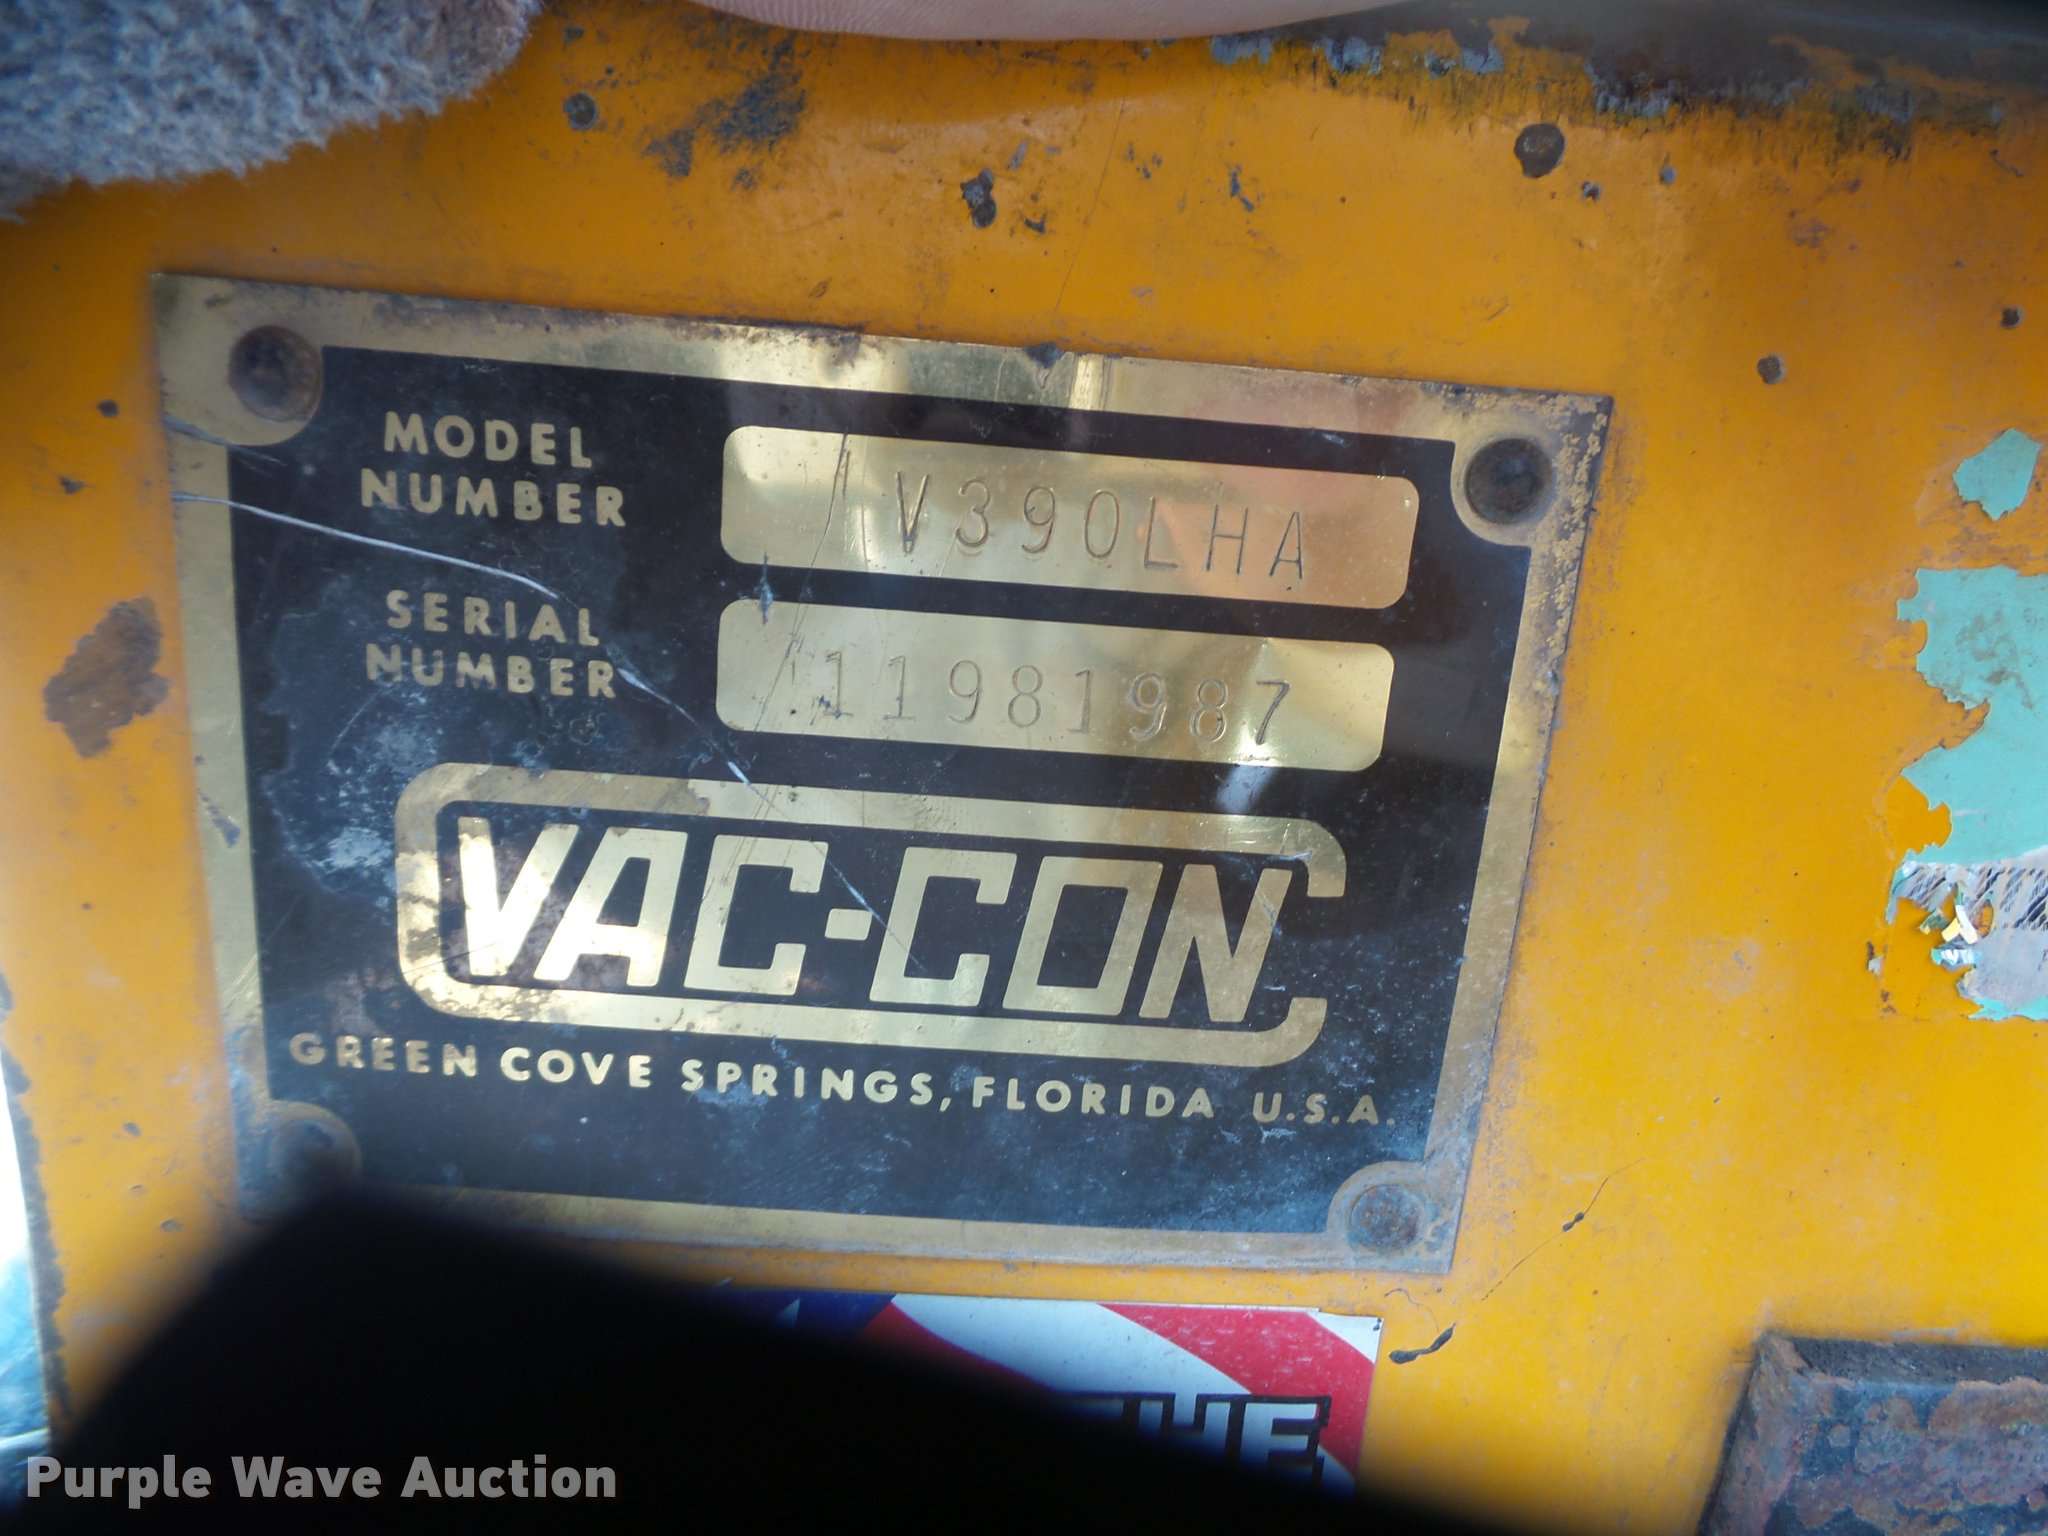 MODEL
NUMBER
V390LHA
SERIAL
NUMBER
11981987
VAC-CON
GREEN COVE SPRINGS, FLORIDA U.S.A.
Purple Wave Auction